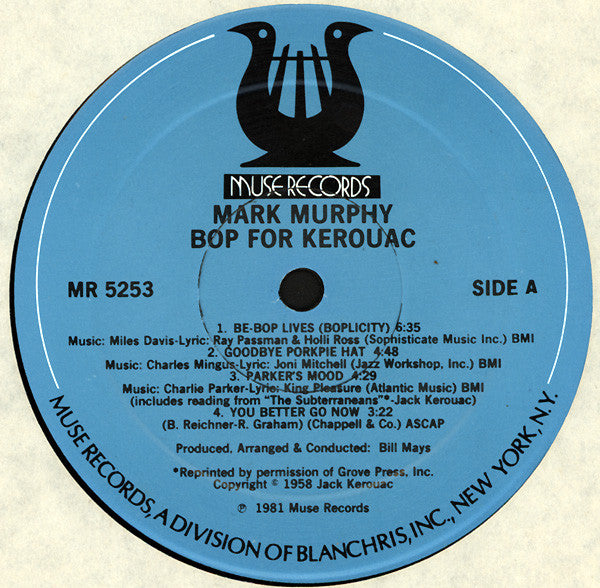 MUSE RECORDS
MARK MURPHY
BOP FOR KEROUAC
MR 5253
SIDE A
1. BE-BOP LIVES (BOPLICITY) 6:35
Music: Miles Davis-Lyric: Ray Passman & Holli Ross (Sophisticate Music Inc.) BMI
2. GOODBYE PORKPIE HAT 4:48
Music: Charles Mingus-Lyric: Joni Mitchell (Jazz Workshop, Inc.) BMI
3. PARKER'S MOOD 4:29
Music: Charlie Parker-Lyric: King Pleasure (Atlantic Music) BMI
(includes reading from "The Subterraneans"*-Jack Kerouac)
4. YOU BETTER GO NOW 3:22
(B. Reichner-R. Graham) (Chappell & Co.) ASCAP
Produced, Arranged & Conducted: Bill Mays
*Reprinted by permission of Grove Press, Inc.
Copyright © 1958 Jack Kerouac
℗ 1981 Muse Records
MUSE RECORDS, A DIVISION OF BLANCHRIS, INC., NEW YORK, N.Y.